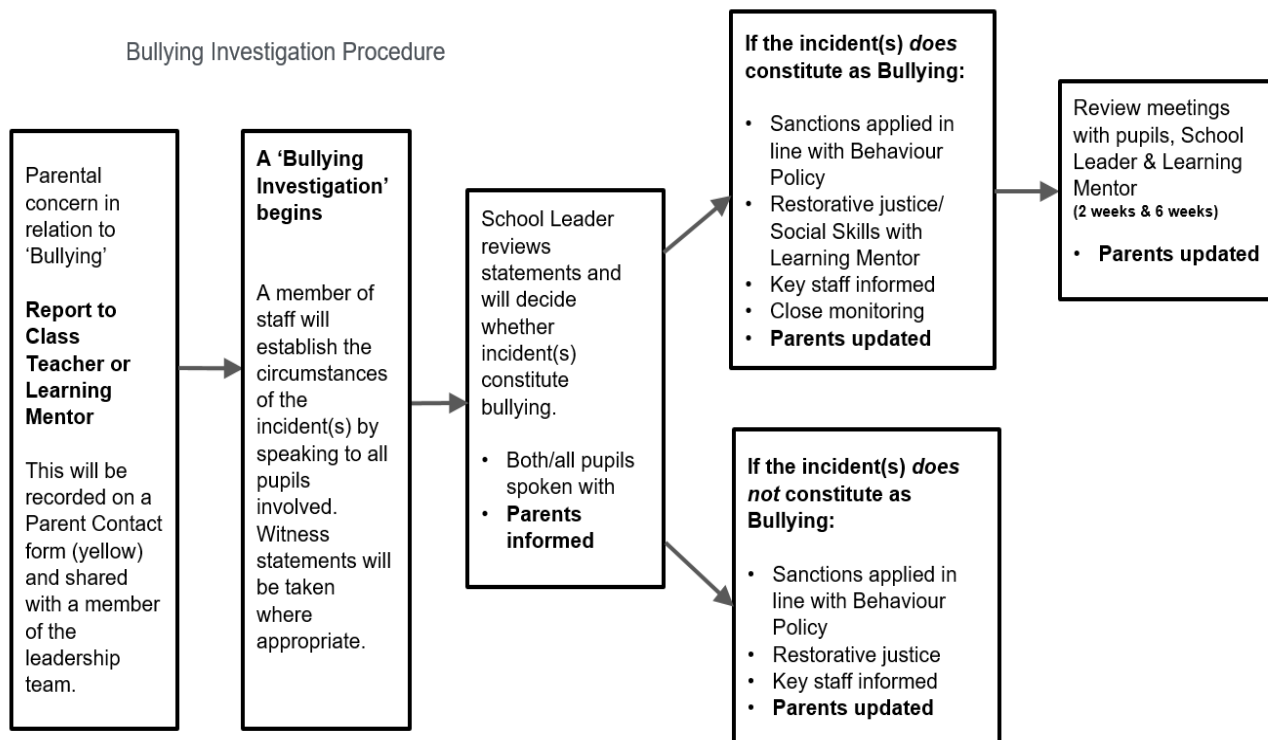 Bullying Investigation Procedure
Parental
concern in
relation to
‘Bullying’
Report to
Class
Teacher or
Learning
Mentor
This will be
recorded on a
Parent Contact
form (yellow)
and shared
with a member
of the
leadership
team.
A ‘Bullying
Investigation’
begins
A member of
staff will
establish the
circumstances
of the
incident(s) by
speaking to all
pupils
involved.
Witness
statements will
be taken
where
appropriate.
School Leader
reviews
statements and
will decide
whether
incident(s)
constitute
bullying.
• Both/all pupils
spoken with
• Parents
informed
If the incident(s) does
constitute as Bullying:
• Sanctions applied in
line with Behaviour
Policy
• Restorative justice/
Social Skills with
Learning Mentor
• Key staff informed
• Close monitoring
• Parents updated
Review meetings
with pupils, School
Leader & Learning
Mentor
(2 weeks & 6 weeks)
• Parents updated
If the incident(s) does
not constitute as
Bullying:
• Sanctions applied in
line with Behaviour
Policy
• Restorative justice
• Key staff informed
• Parents updated